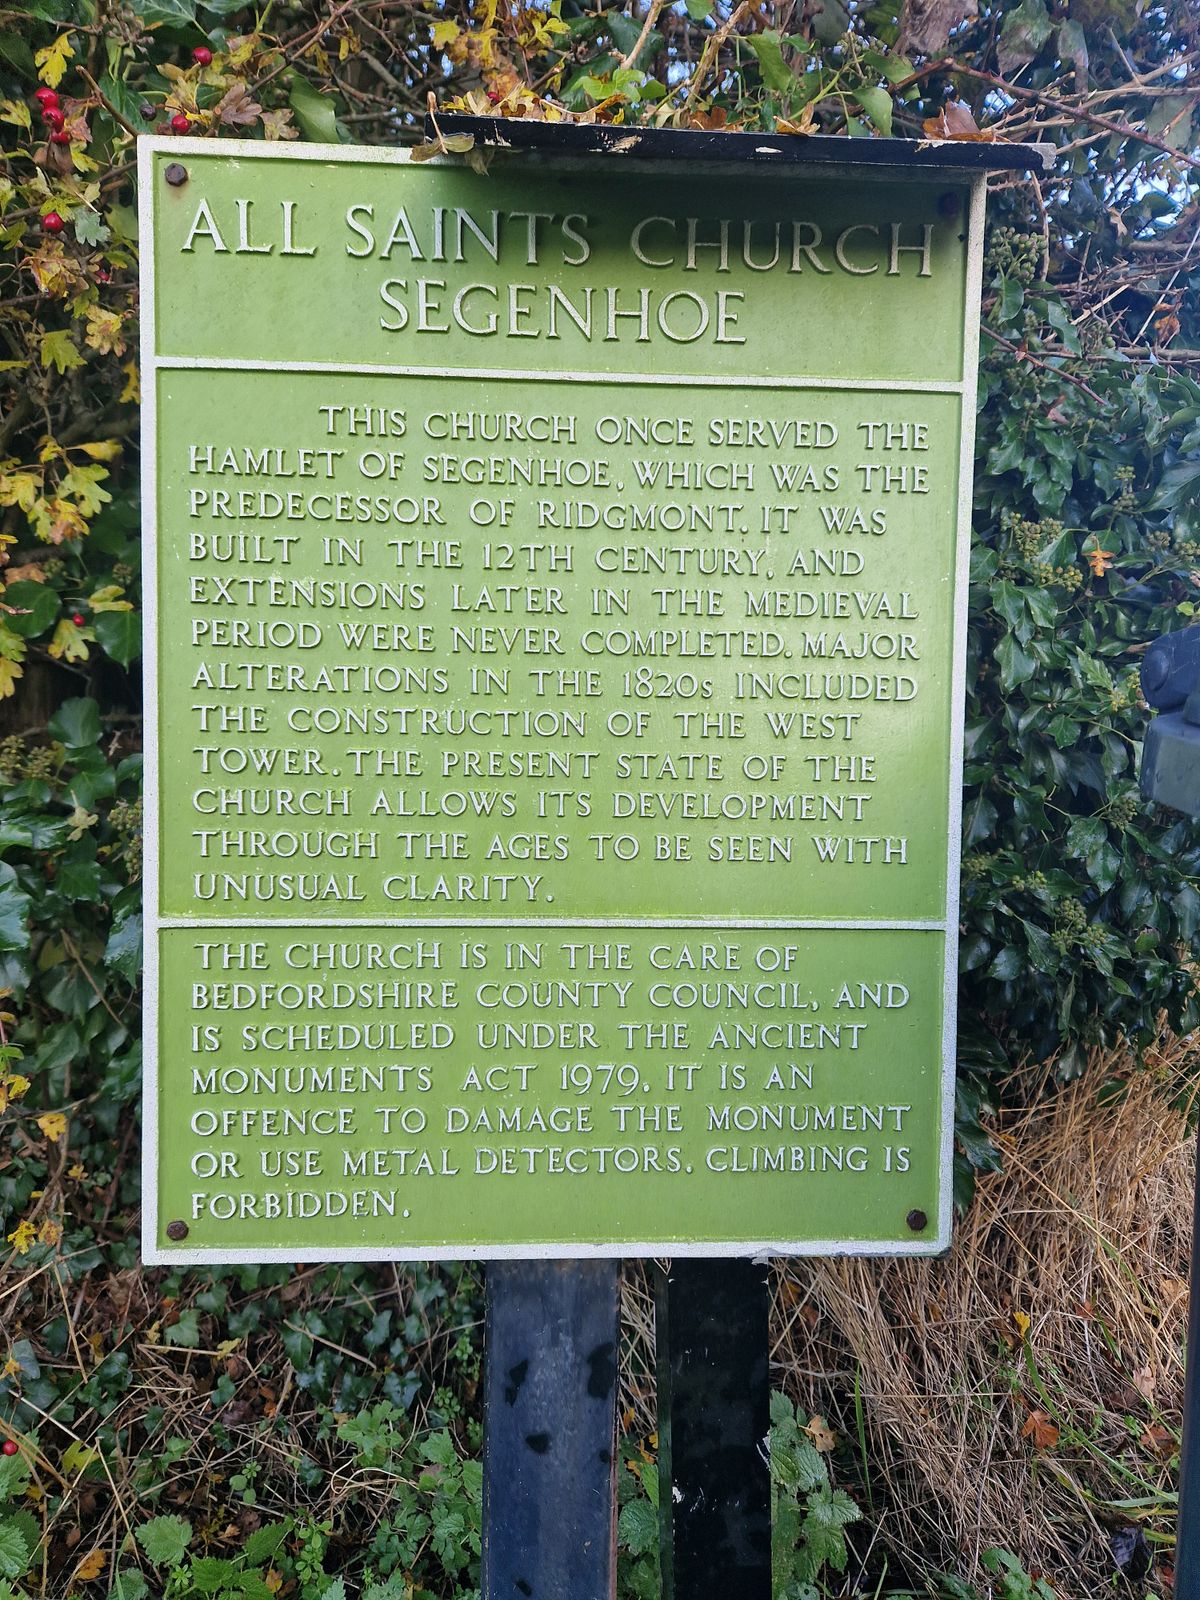 ALL SAINTS CHURCH
SEGENHOE
THIS CHURCH ONCE SERVED THE
HAMLET OF SEGENHOE, WHICH WAS THE
PREDECESSOR OF RIDGMONT. IT WAS
BUILT IN THE 12TH CENTURY, AND
EXTENSIONS LATER IN THE MEDIEVAL
PERIOD WERE NEVER COMPLETED. MAJOR
ALTERATIONS IN THE 1820s INCLUDED
THE CONSTRUCTION OF THE WEST
TOWER. THE PRESENT STATE OF THE
CHURCH ALLOWS ITS DEVELOPMENT
THROUGH THE AGES TO BE SEEN WITH
UNUSUAL CLARITY.
THE CHURCH IS IN THE CARE OF
BEDFORDSHIRE COUNTY COUNCIL, AND
IS SCHEDULED UNDER THE ANCIENT
MONUMENTS ACT 1979. IT IS AN
OFFENCE TO DAMAGE THE MONUMENT
OR USE METAL DETECTORS. CLIMBING IS
FORBIDDEN.